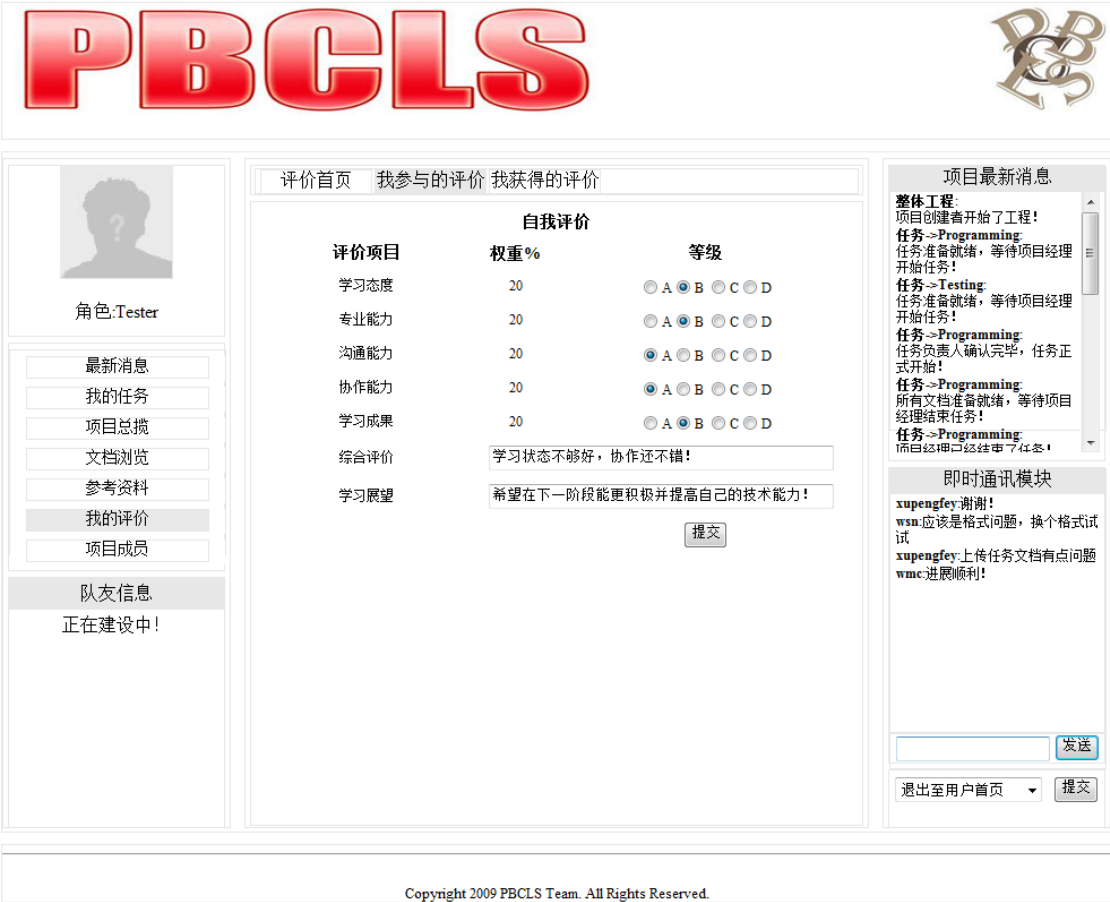 PBCLS
PBCLS
角色:Tester
最新消息
我的任务
项目总揽
文档浏览
参考资料
我的评价
项目成员
队友信息
正在建设中!
评价首页 我参与的评价 我获得的评价
自我评价
评价项目 权重% 等级
学习态度 20 A B C D
专业能力 20 A B C D
沟通能力 20 A B C D
协作能力 20 A B C D
学习成果 20 A B C D
综合评价 学习状态不够好,协作还不错!
学习展望 希望在下一阶段能更积极并提高自己的技术能力!
提交
项目最新消息
整体工程:
项目创建者开始了工程!
任务->Programming:
任务准备就绪,等待项目经理
开始任务!
任务->Testing:
任务准备就绪,等待项目经理
开始任务!
任务->Programming:
任务负责人确认完毕,任务正
式开始!
任务->Programming:
所有文档准备就绪,等待项目
经理结束任务!
任务->Programming:
项目经理已经结束了任务!
即时通讯模块
xupengfey:谢谢!
wsn:应该是格式问题,换个格式试
试
xupengfey:上传任务文档有点问题
wmc:进展顺利!
发送
退出至用户首页 提交
Copyright 2009 PBCLS Team. All Rights Reserved.